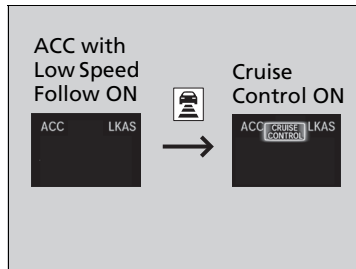 ACC with
Low Speed
Follow ON
Cruise
Control ON
ACC LKAS
ACC CRUISE CONTROL LKAS